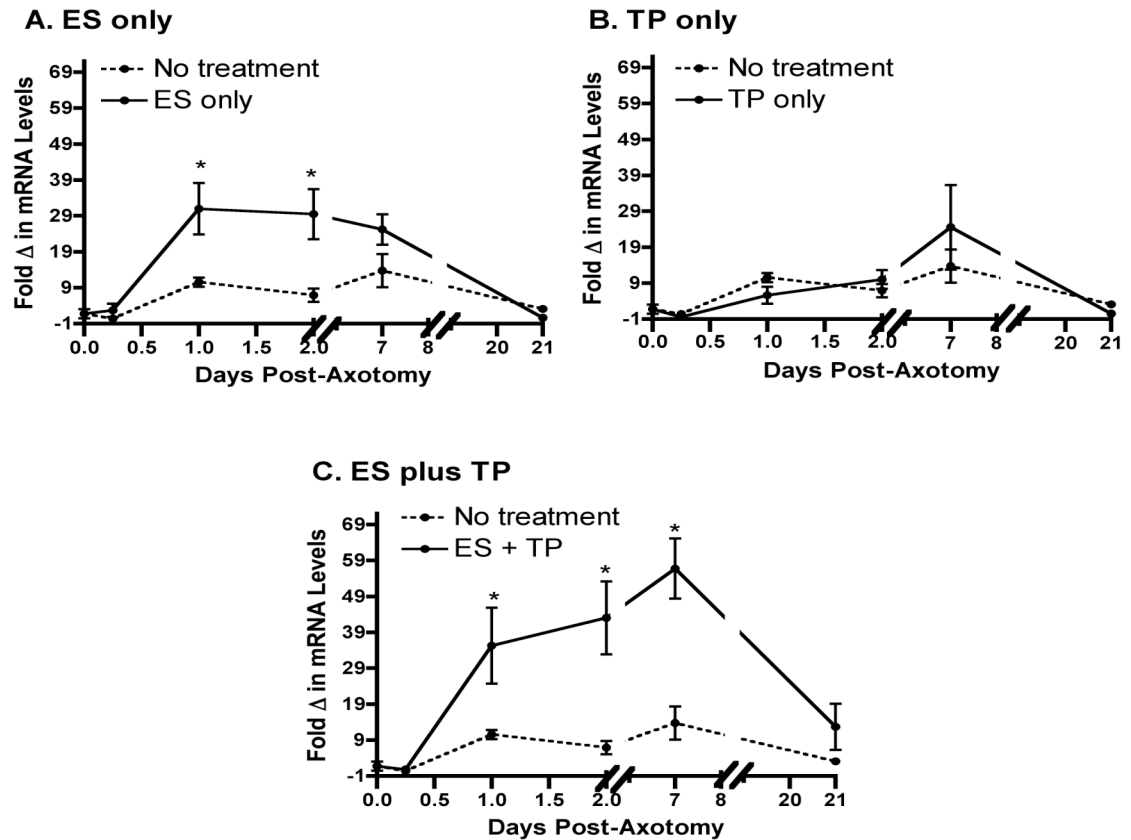 A. ES only
No treatment
ES only
Fold Δ in mRNA Levels
69
59
49
39
29
19
9
-1
*
*
0.0 0.5 1.0 1.5 2.0 7 8 20 21
Days Post-Axotomy
B. TP only
No treatment
TP only
Fold Δ in mRNA Levels
69
59
49
39
29
19
9
-1
0.0 0.5 1.0 1.5 2.0 7 8 20 21
Days Post-Axotomy
C. ES plus TP
No treatment
ES + TP
Fold Δ in mRNA Levels
69
59
49
39
29
19
9
-1
*
*
*
0.0 0.5 1.0 1.5 2.0 7 8 20 21
Days Post-Axotomy